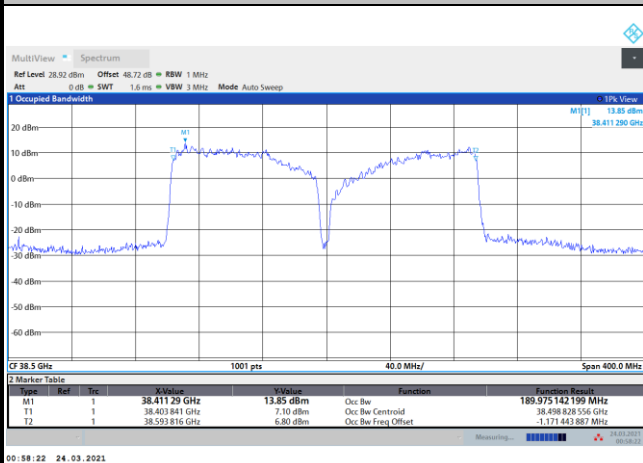 MultiView Spectrum
Ref Level 28.92 dBm Offset 48.72 dB RBW 1 MHz
Att 0 dB SWT 1.6 ms VBW 3 MHz Mode Auto Sweep
1 Occupied Bandwidth 1Pk View
M1[1] 13.85 dBm
38.411 290 GHz
20 dBm
M1
T1
T2
10 dBm
0 dBm
-10 dBm
-20 dBm
-30 dBm
-40 dBm
-50 dBm
-60 dBm
CF 38.5 GHz 1001 pts 40.0 MHz/ Span 400.0 MHz
2 Marker Table
Type Ref Trc X-Value Y-Value Function Function Result
M1 1 38.411 29 GHz 13.85 dBm Occ Bw 189.975 142 199 MHz
T1 1 38.403 841 GHz 7.10 dBm Occ Bw Centroid 38.498 828 556 GHz
T2 1 38.593 816 GHz 6.80 dBm Occ Bw Freq Offset -1.171 443 887 MHz
Measuring... 24.03.2021
00:58:22
00:58:22 24.03.2021